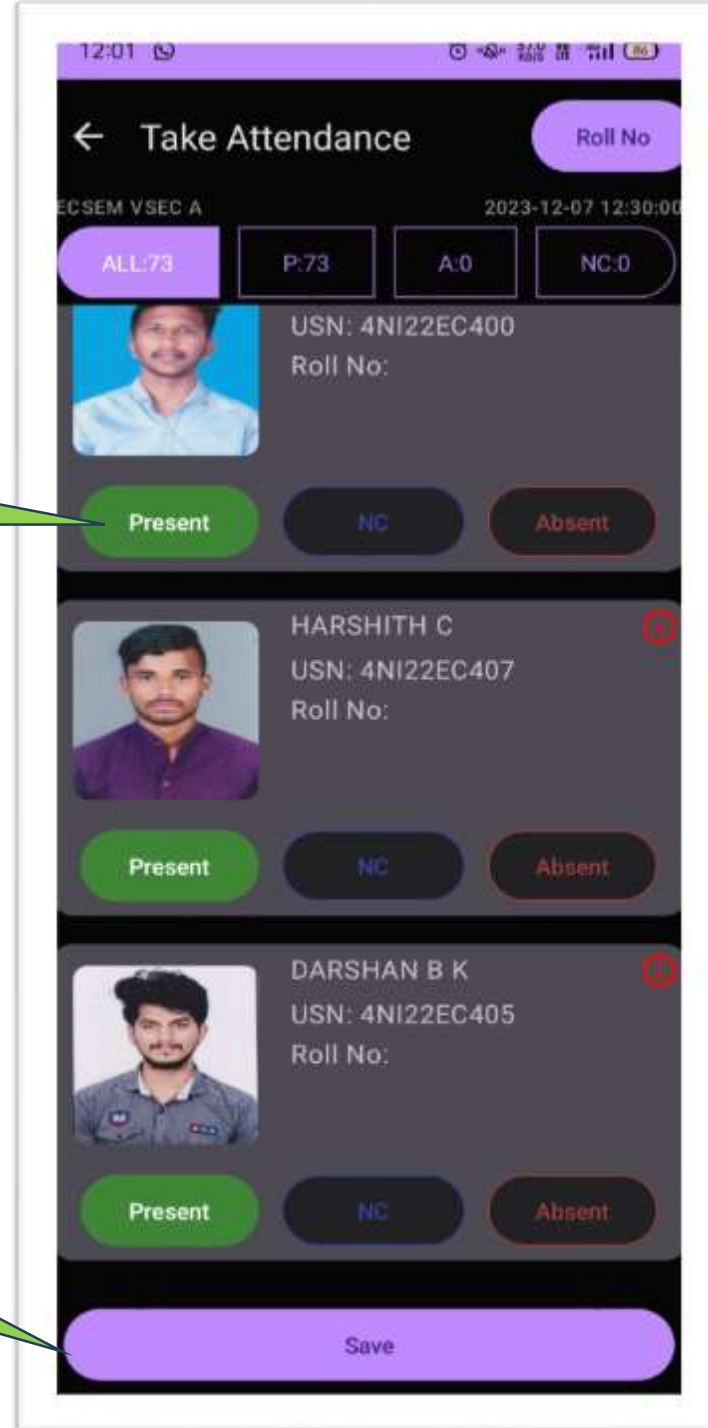 12:01
86
Take Attendance
Roll No
ECSEM VSEC A
2023-12-07 12:30:00
ALL:73
P:73
A:0
NC:0
USN: 4NI22EC400
Roll No:
Present
NC
Absent
HARSHITH C
USN: 4NI22EC407
Roll No:
Present
NC
Absent
DARSHAN B K
USN: 4NI22EC405
Roll No:
Present
NC
Absent
Save